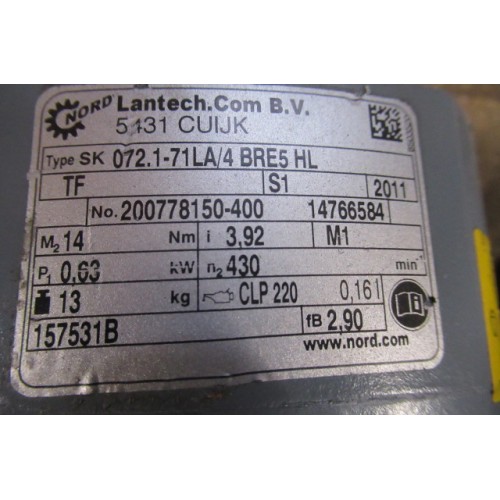 NORD Lantech.Com B.V.
5431 CUIJK
Type SK 072.1-71LA/4 BRE5 HL
TF S1 2011
No. 200778150-400 14766584
M2 14 Nm i 3,92 M1
P1 0,63 kW n2 430 min-1
13 kg CLP 220 0,16 l
157531B fB 2,90
www.nord.com